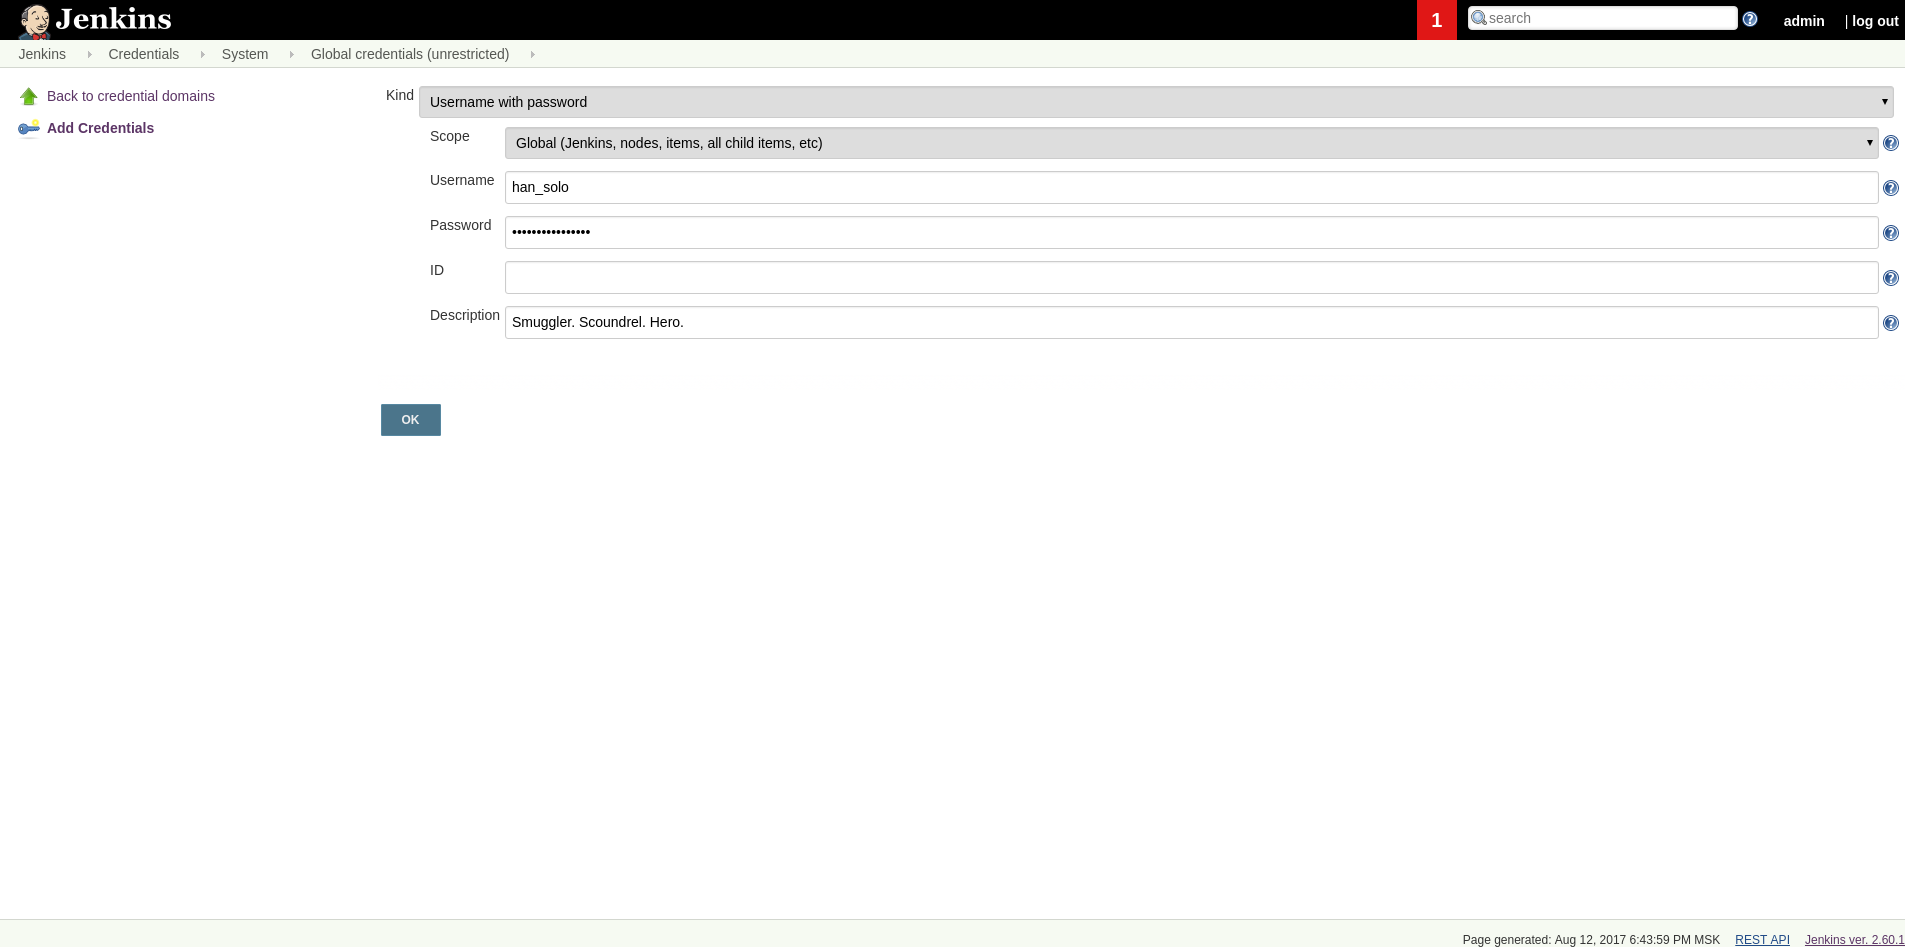 Jenkins 1 search admin | log out
Jenkins Credentials System Global credentials (unrestricted)
Back to credential domains
Add Credentials
Kind Username with password
Scope Global (Jenkins, nodes, items, all child items, etc)
Username han_solo
Password ••••••••••••••••
ID
Description Smuggler. Scoundrel. Hero.
OK
Page generated: Aug 12, 2017 6:43:59 PM MSK REST API Jenkins ver. 2.60.1